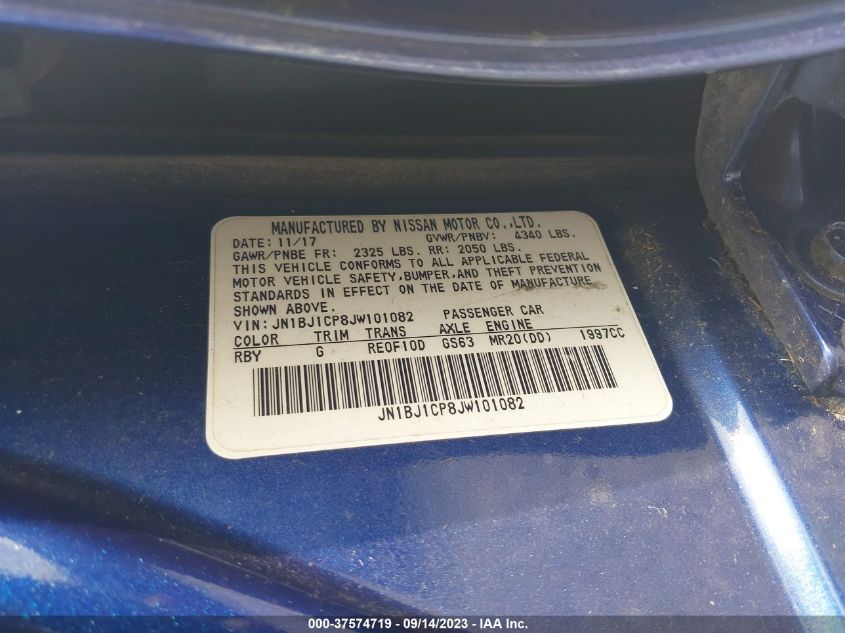 MANUFACTURED BY NISSAN MOTOR CO.,LTD.
DATE: 11/17 GVWR/PNBV: 4340 LBS.
GAWR/PNBE FR: 2325 LBS. RR: 2050 LBS.
THIS VEHICLE CONFORMS TO ALL APPLICABLE FEDERAL
MOTOR VEHICLE SAFETY,BUMPER,AND THEFT PREVENTION
STANDARDS IN EFFECT ON THE DATE OF MANUFACTURE
SHOWN ABOVE.
VIN: JN1BJ1CP8JW101082 PASSENGER CAR
COLOR TRIM TRANS AXLE ENGINE
RBY G RE0F10D GS63 MR20(DD) 1997CC
JN1BJ1CP8JW101082
000-37574719 - 09/14/2023 - IAA Inc.